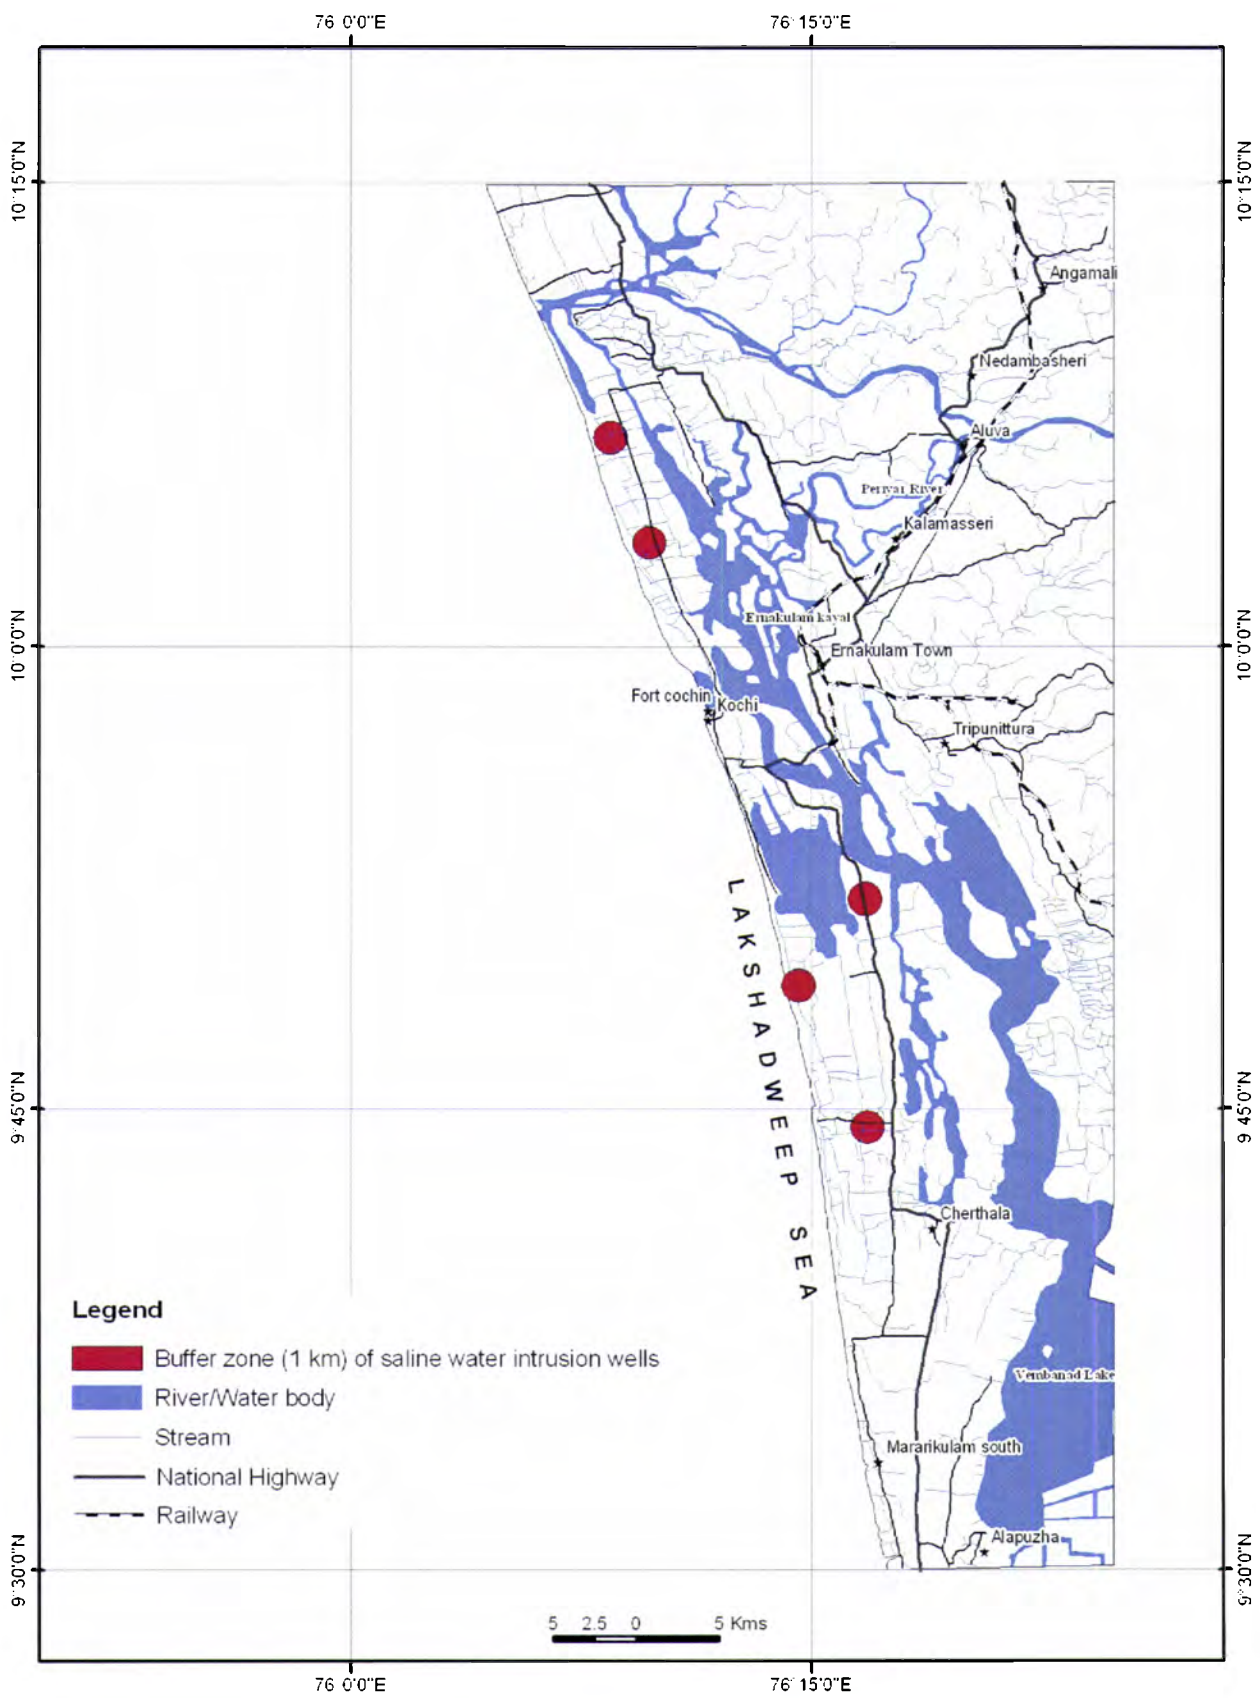 76°0'0"E
76°15'0"E
10°15'0"N
10°15'0"N
Angamali
Nedambasheri
Aluva
Periyar River
Kalamasseri
Ernakulam kayal
10°0'0"N
10°0'0"N
Ernakulam Town
Fort cochin
Kochi
Tripunittura
LAKSHADWEEP SEA
9°45'0"N
9°45'0"N
Cherthala
Legend
Buffer zone (1 km) of saline water intrusion wells
River/Water body
Stream
National Highway
Railway
Vembanad Lake
Mararikulam south
Alapuzha
9°30'0"N
9°30'0"N
5 2.5 0 5 Kms
76°0'0"E
76°15'0"E